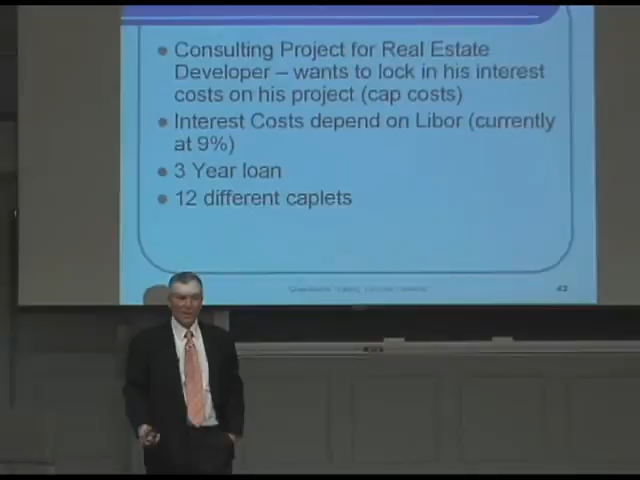 Consulting Project for Real Estate
Developer – wants to lock in his interest
costs on his project (cap costs)
Interest Costs depend on Libor (currently
at 9%)
3 Year loan
12 different caplets